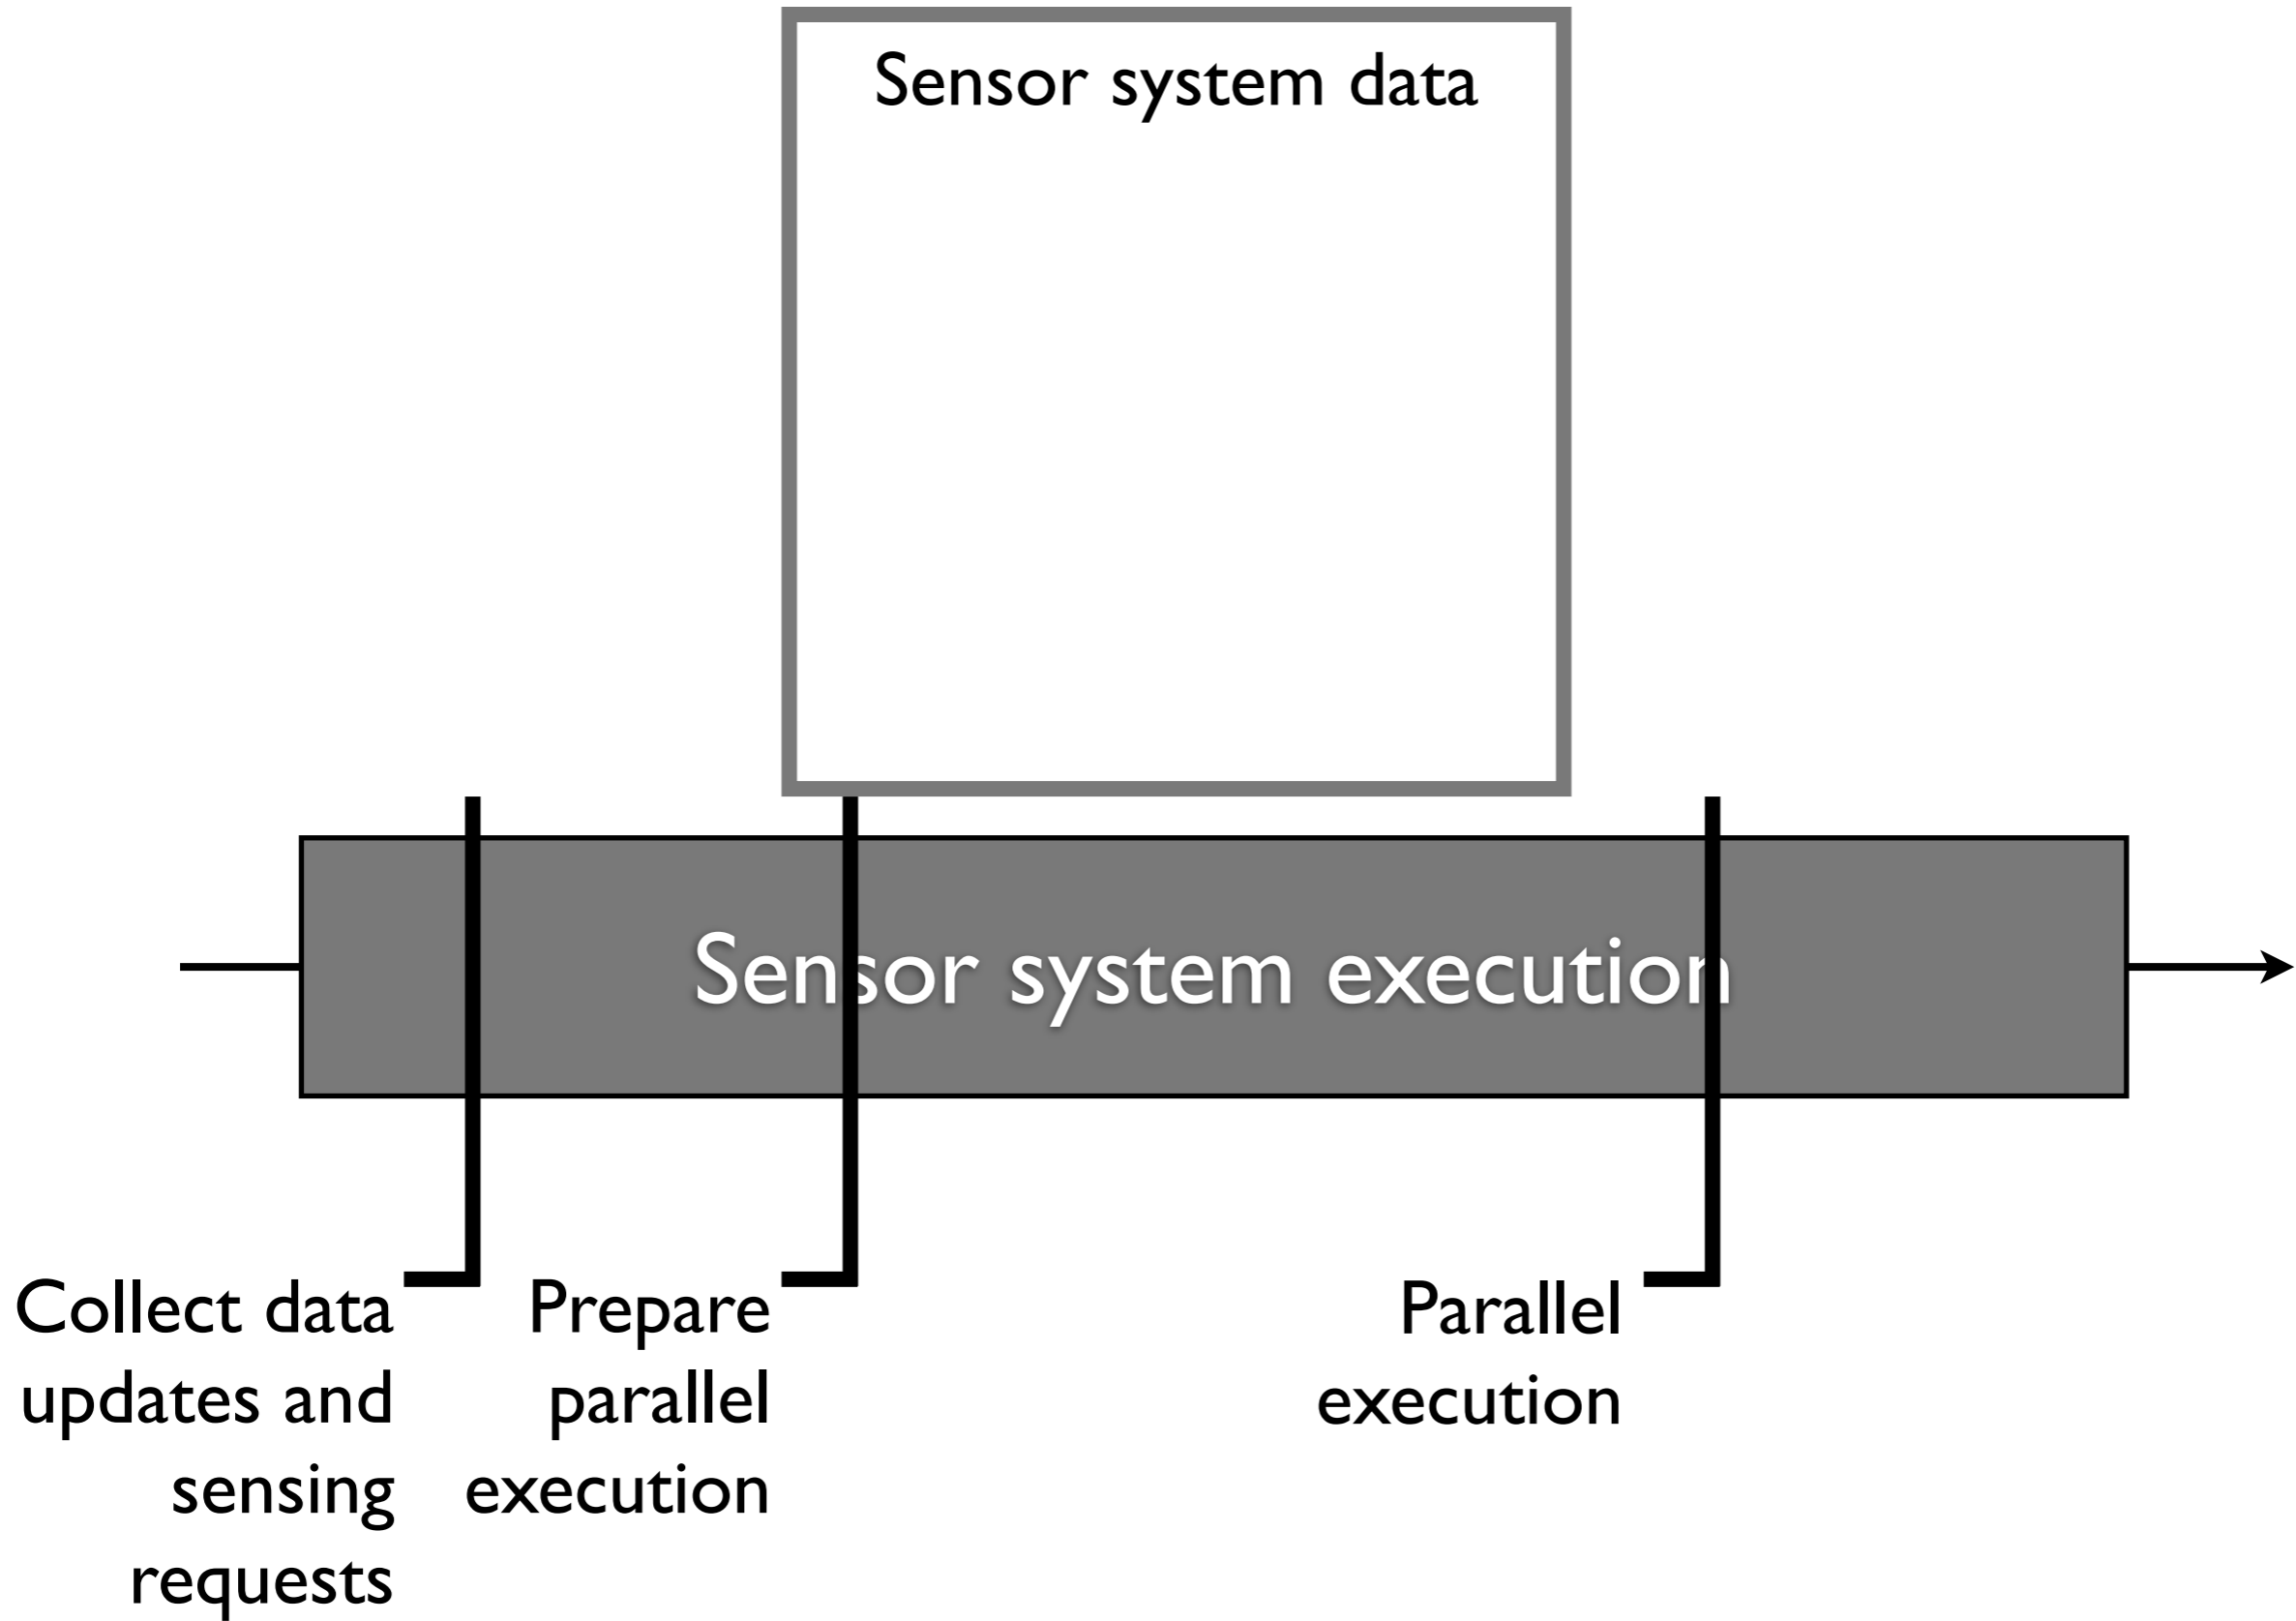 Sensor system data
Sensor system execution
Collect data
updates and
sensing
requests
Prepare
parallel
execution
Parallel
execution